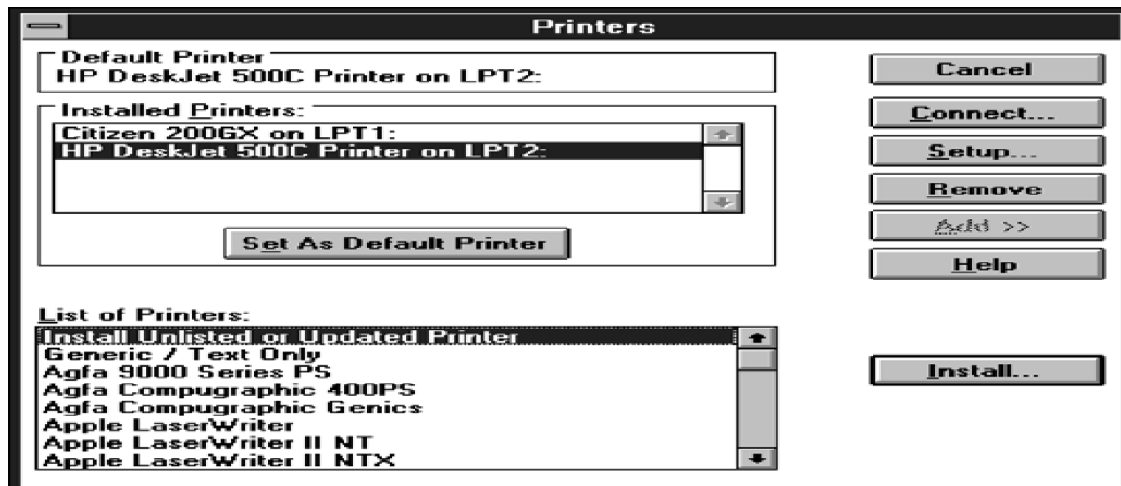 Printers
Default Printer
HP DeskJet 500C Printer on LPT2:
Cancel
Installed Printers:
Connect...
Citizen 200GX on LPT1:
HP DeskJet 500C Printer on LPT2:
Setup...
Remove
Add >>
Set As Default Printer
Help
List of Printers:
Install Unlisted or Updated Printer
Generic / Text Only
Agfa 9000 Series PS
Install...
Agfa Compugraphic 400PS
Agfa Compugraphic Genics
Apple LaserWriter
Apple LaserWriter II NT
Apple LaserWriter II NTX